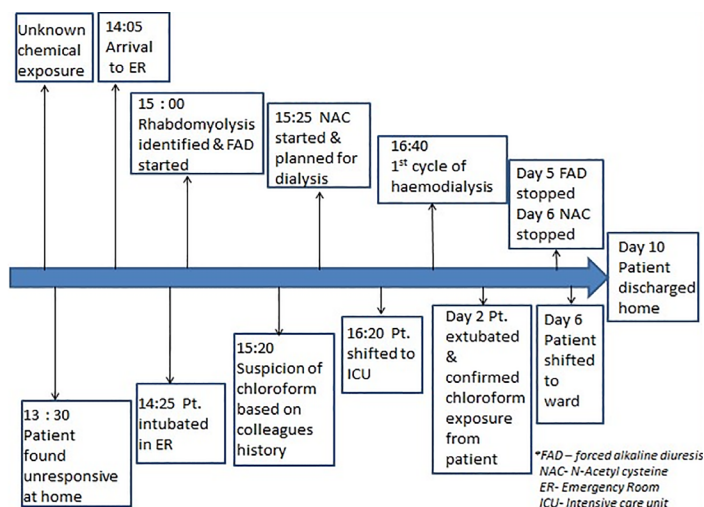 Unknown
chemical
exposure
14:05
Arrival
to ER
15 : 00
Rhabdomyolysis
identified & FAD
started
15:25 NAC
started &
planned for
dialysis
16:40
1st cycle of
haemodialysis
Day 5 FAD
stopped
Day 6 NAC
stopped
Day 10
Patient
discharged
home
13 : 30
Patient
found
unresponsive
at home
14:25 Pt.
intubated
in ER
15:20
Suspicion of
chloroform
based on
colleagues
history
16:20 Pt.
shifted to
ICU
Day 2 Pt.
extubated
& confirmed
chloroform
exposure
from
patient
Day 6
Patient
shifted
to
ward
*FAD – forced alkaline diuresis
NAC- N-Acetyl cysteine
ER- Emergency Room
ICU- Intensive care unit